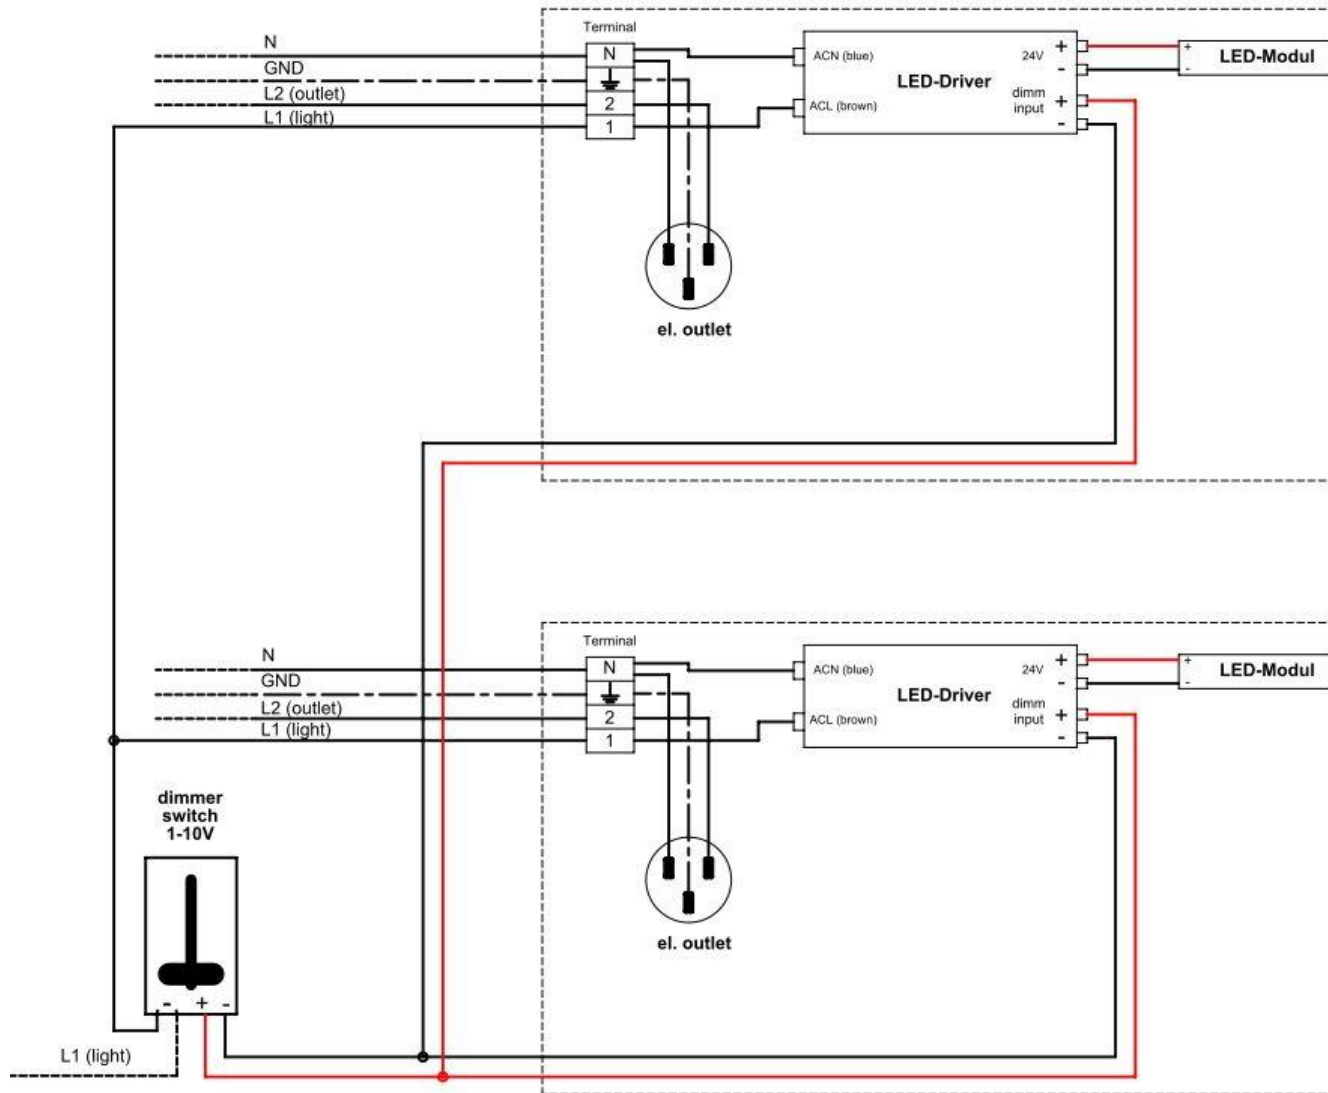 Terminal
N
GND
L2 (outlet)
L1 (light)
N
2
1
ACN (blue)
ACL (brown)
LED-Driver
24V
+
-
dimm
input
+
-
+
-
LED-Modul
el. outlet
Terminal
N
GND
L2 (outlet)
L1 (light)
N
2
1
ACN (blue)
ACL (brown)
LED-Driver
24V
+
-
dimm
input
+
-
+
-
LED-Modul
el. outlet
dimmer
switch
1-10V
- + -
L1 (light)